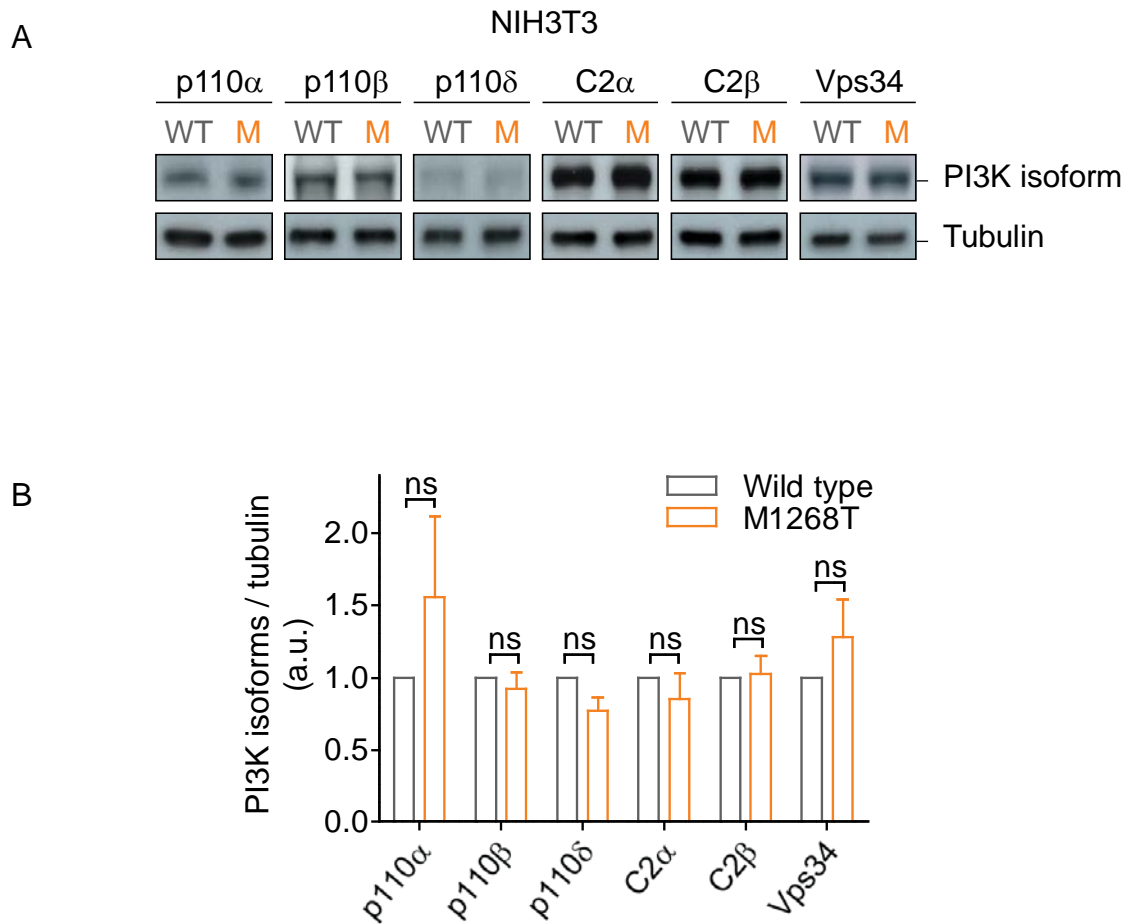 A
NIH3T3
p110α p110β p110δ C2α C2β Vps34
WT M WT M WT M WT M WT M WT M
PI3K isoform
Tubulin
B
Wild type
M1268T
PI3K isoforms / tubulin
(a.u.)
2.0
1.5
1.0
0.5
0.0
ns ns ns ns ns ns
p110α p110β p110δ C2α C2β Vps34